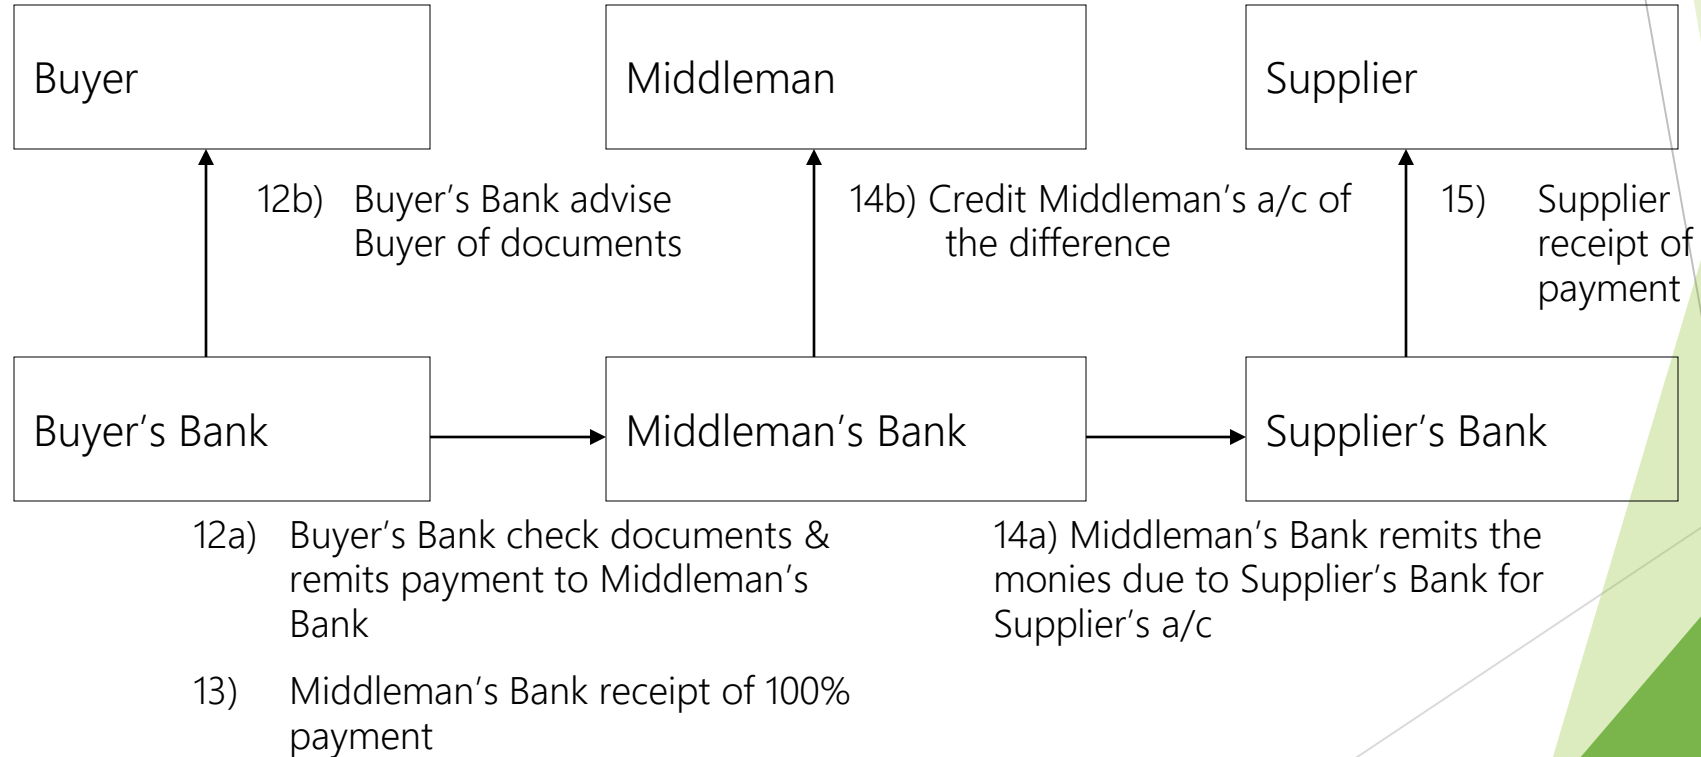 Buyer
Middleman
Supplier
12b) Buyer’s Bank advise
Buyer of documents
14b) Credit Middleman’s a/c of
the difference
15) Supplier
receipt of
payment
Buyer’s Bank
Middleman’s Bank
Supplier’s Bank
12a) Buyer’s Bank check documents &
remits payment to Middleman’s
Bank
13) Middleman’s Bank receipt of 100%
payment
14a) Middleman’s Bank remits the
monies due to Supplier’s Bank for
Supplier’s a/c